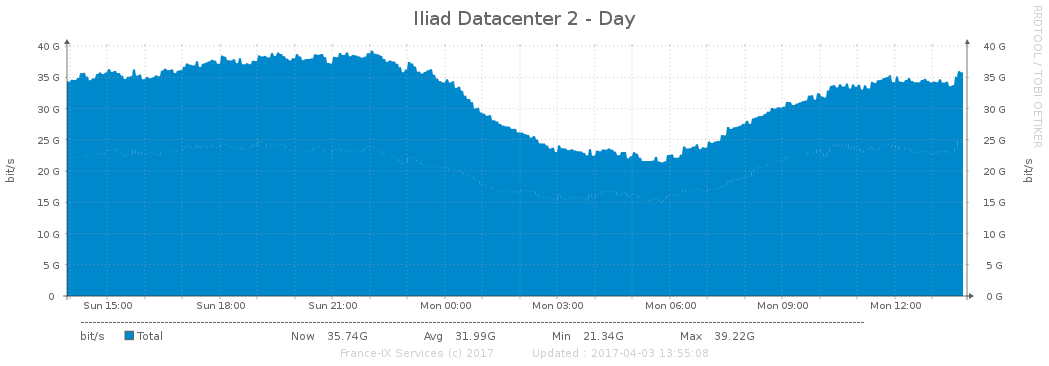 Iliad Datacenter 2 - Day
RRDTOOL / TOBI OETIKER
40 G 40 G
35 G 35 G
30 G 30 G
25 G 25 G
20 G 20 G
15 G 15 G
10 G 10 G
5 G 5 G
0 0 G
bit/s bit/s
Sun 15:00 Sun 18:00 Sun 21:00 Mon 00:00 Mon 03:00 Mon 06:00 Mon 09:00 Mon 12:00
bit/s Total Now 35.74G Avg 31.99G Min 21.34G Max 39.22G
France-IX Services (c) 2017 Updated : 2017-04-03 13:55:08